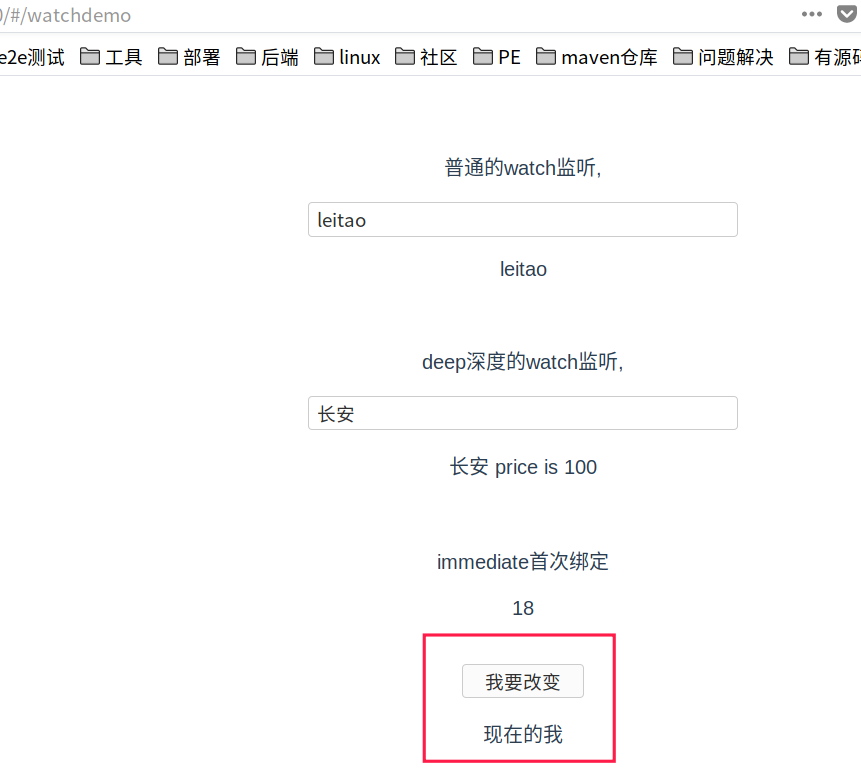 /#/watchdemo
e2e测试 工具 部署 后端 linux 社区 PE maven仓库 问题解决 有源码
普通的watch监听,
leitao
leitao
deep深度的watch监听,
长安
长安 price is 100
immediate首次绑定
18
我要改变
现在的我